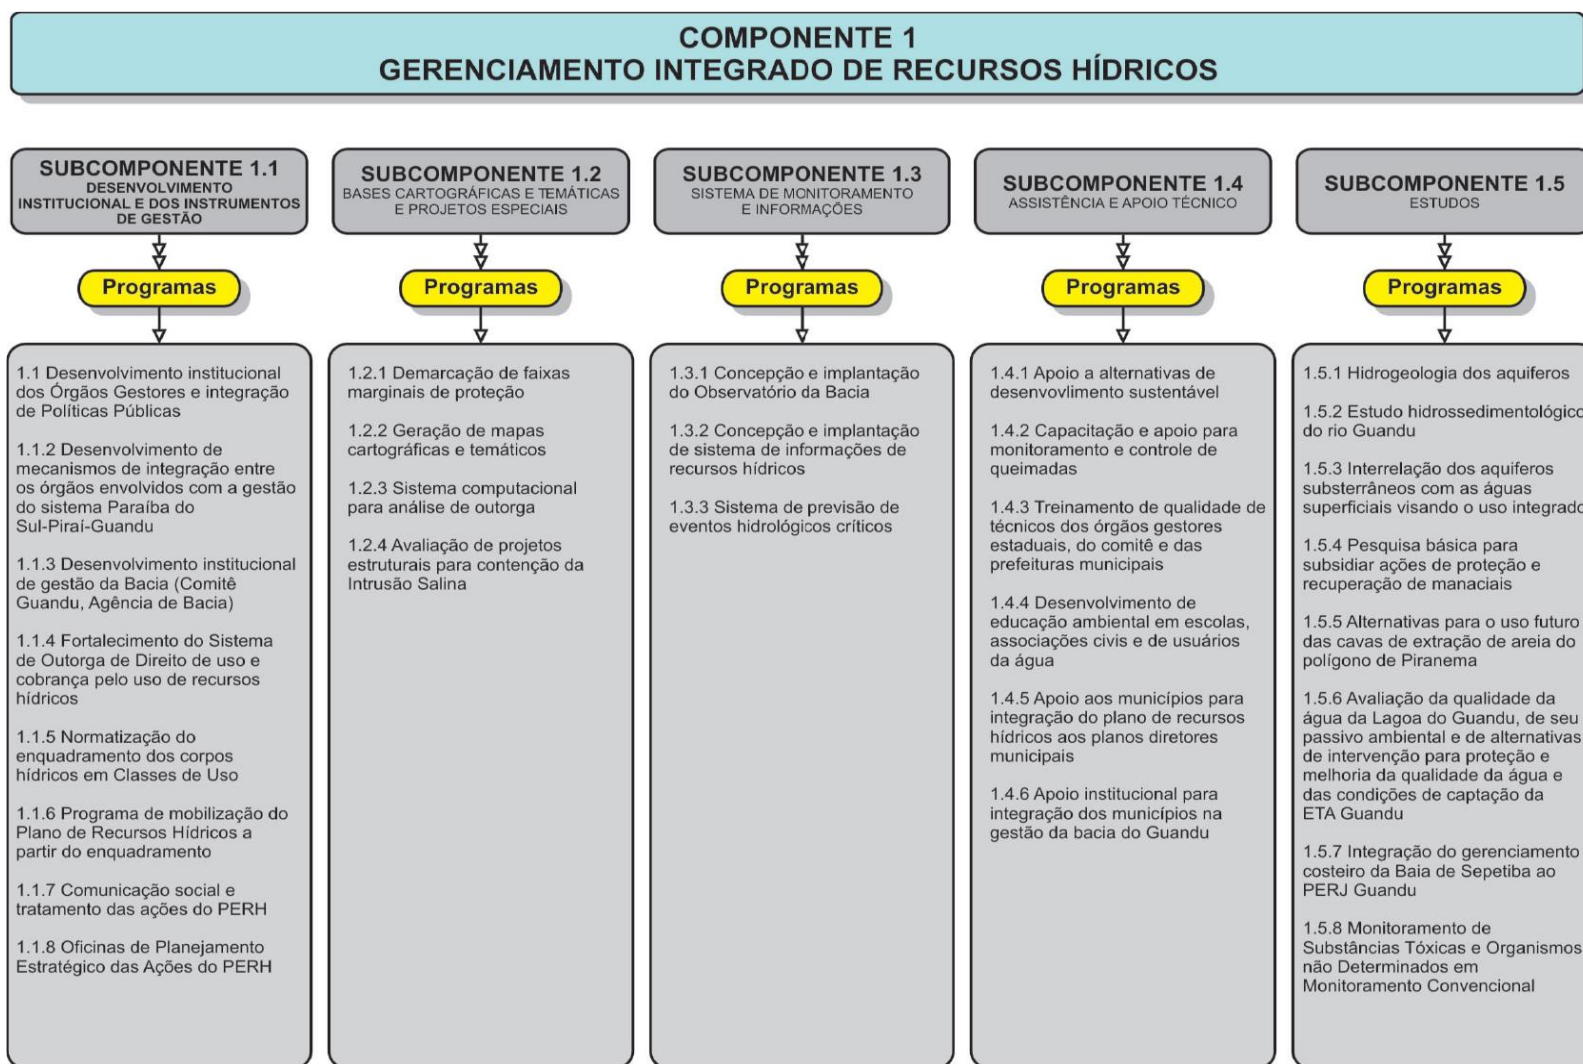 COMPONENTE 1
GERENCIAMENTO INTEGRADO DE RECURSOS HÍDRICOS
SUBCOMPONENTE 1.1
DESENVOLVIMENTO
INSTITUCIONAL E DOS INSTRUMENTOS
DE GESTÃO
Programas
1.1 Desenvolvimento institucional
dos Órgãos Gestores e integração
de Políticas Públicas
1.1.2 Desenvolvimento de
mecanismos de integração entre
os órgãos envolvidos com a gestão
do sistema Paraíba do
Sul-Piraí-Guandu
1.1.3 Desenvolvimento institucional
de gestão da Bacia (Comitê
Guandu, Agência de Bacia)
1.1.4 Fortalecimento do Sistema
de Outorga de Direito de uso e
cobrança pelo uso de recursos
hídricos
1.1.5 Normatização do
enquadramento dos corpos
hídricos em Classes de Uso
1.1.6 Programa de mobilização do
Plano de Recursos Hídricos a
partir do enquadramento
1.1.7 Comunicação social e
tratamento das ações do PERH
1.1.8 Oficinas de Planejamento
Estratégico das Ações do PERH
SUBCOMPONENTE 1.2
BASES CARTOGRÁFICAS E TEMÁTICAS
E PROJETOS ESPECIAIS
Programas
1.2.1 Demarcação de faixas
marginais de proteção
1.2.2 Geração de mapas
cartográficas e temáticos
1.2.3 Sistema computacional
para análise de outorga
1.2.4 Avaliação de projetos
estruturais para contenção da
Intrusão Salina
SUBCOMPONENTE 1.3
SISTEMA DE MONITORAMENTO
E INFORMAÇÕES
Programas
1.3.1 Concepção e implantação
do Observatório da Bacia
1.3.2 Concepção e implantação
de sistema de informações de
recursos hídricos
1.3.3 Sistema de previsão de
eventos hidrológicos críticos
SUBCOMPONENTE 1.4
ASSISTÊNCIA E APOIO TÉCNICO
Programas
1.4.1 Apoio a alternativas de
desenvovlimento sustentável
1.4.2 Capacitação e apoio para
monitoramento e controle de
queimadas
1.4.3 Treinamento de qualidade de
técnicos dos órgãos gestores
estaduais, do comitê e das
prefeituras municipais
1.4.4 Desenvolvimento de
educação ambiental em escolas,
associações civis e de usuários
da água
1.4.5 Apoio aos municípios para
integração do plano de recursos
hídricos aos planos diretores
municipais
1.4.6 Apoio institucional para
integração dos municípios na
gestão da bacia do Guandu
SUBCOMPONENTE 1.5
ESTUDOS
Programas
1.5.1 Hidrogeologia dos aquiferos
1.5.2 Estudo hidrossedimentológico
do rio Guandu
1.5.3 Interrelação dos aquiferos
substerrâneos com as águas
superficiais visando o uso integrado
1.5.4 Pesquisa básica para
subsidiar ações de proteção e
recuperação de manaciais
1.5.5 Alternativas para o uso futuro
das cavas de extração de areia do
polígono de Piranema
1.5.6 Avaliação da qualidade da
água da Lagoa do Guandu, de seu
passivo ambiental e de alternativas
de intervenção para proteção e
melhoria da qualidade da água e
das condições de captação da
ETA Guandu
1.5.7 Integração do gerenciamento
costeiro da Baia de Sepetiba ao
PERJ Guandu
1.5.8 Monitoramento de
Substâncias Tóxicas e Organismos
não Determinados em
Monitoramento Convencional